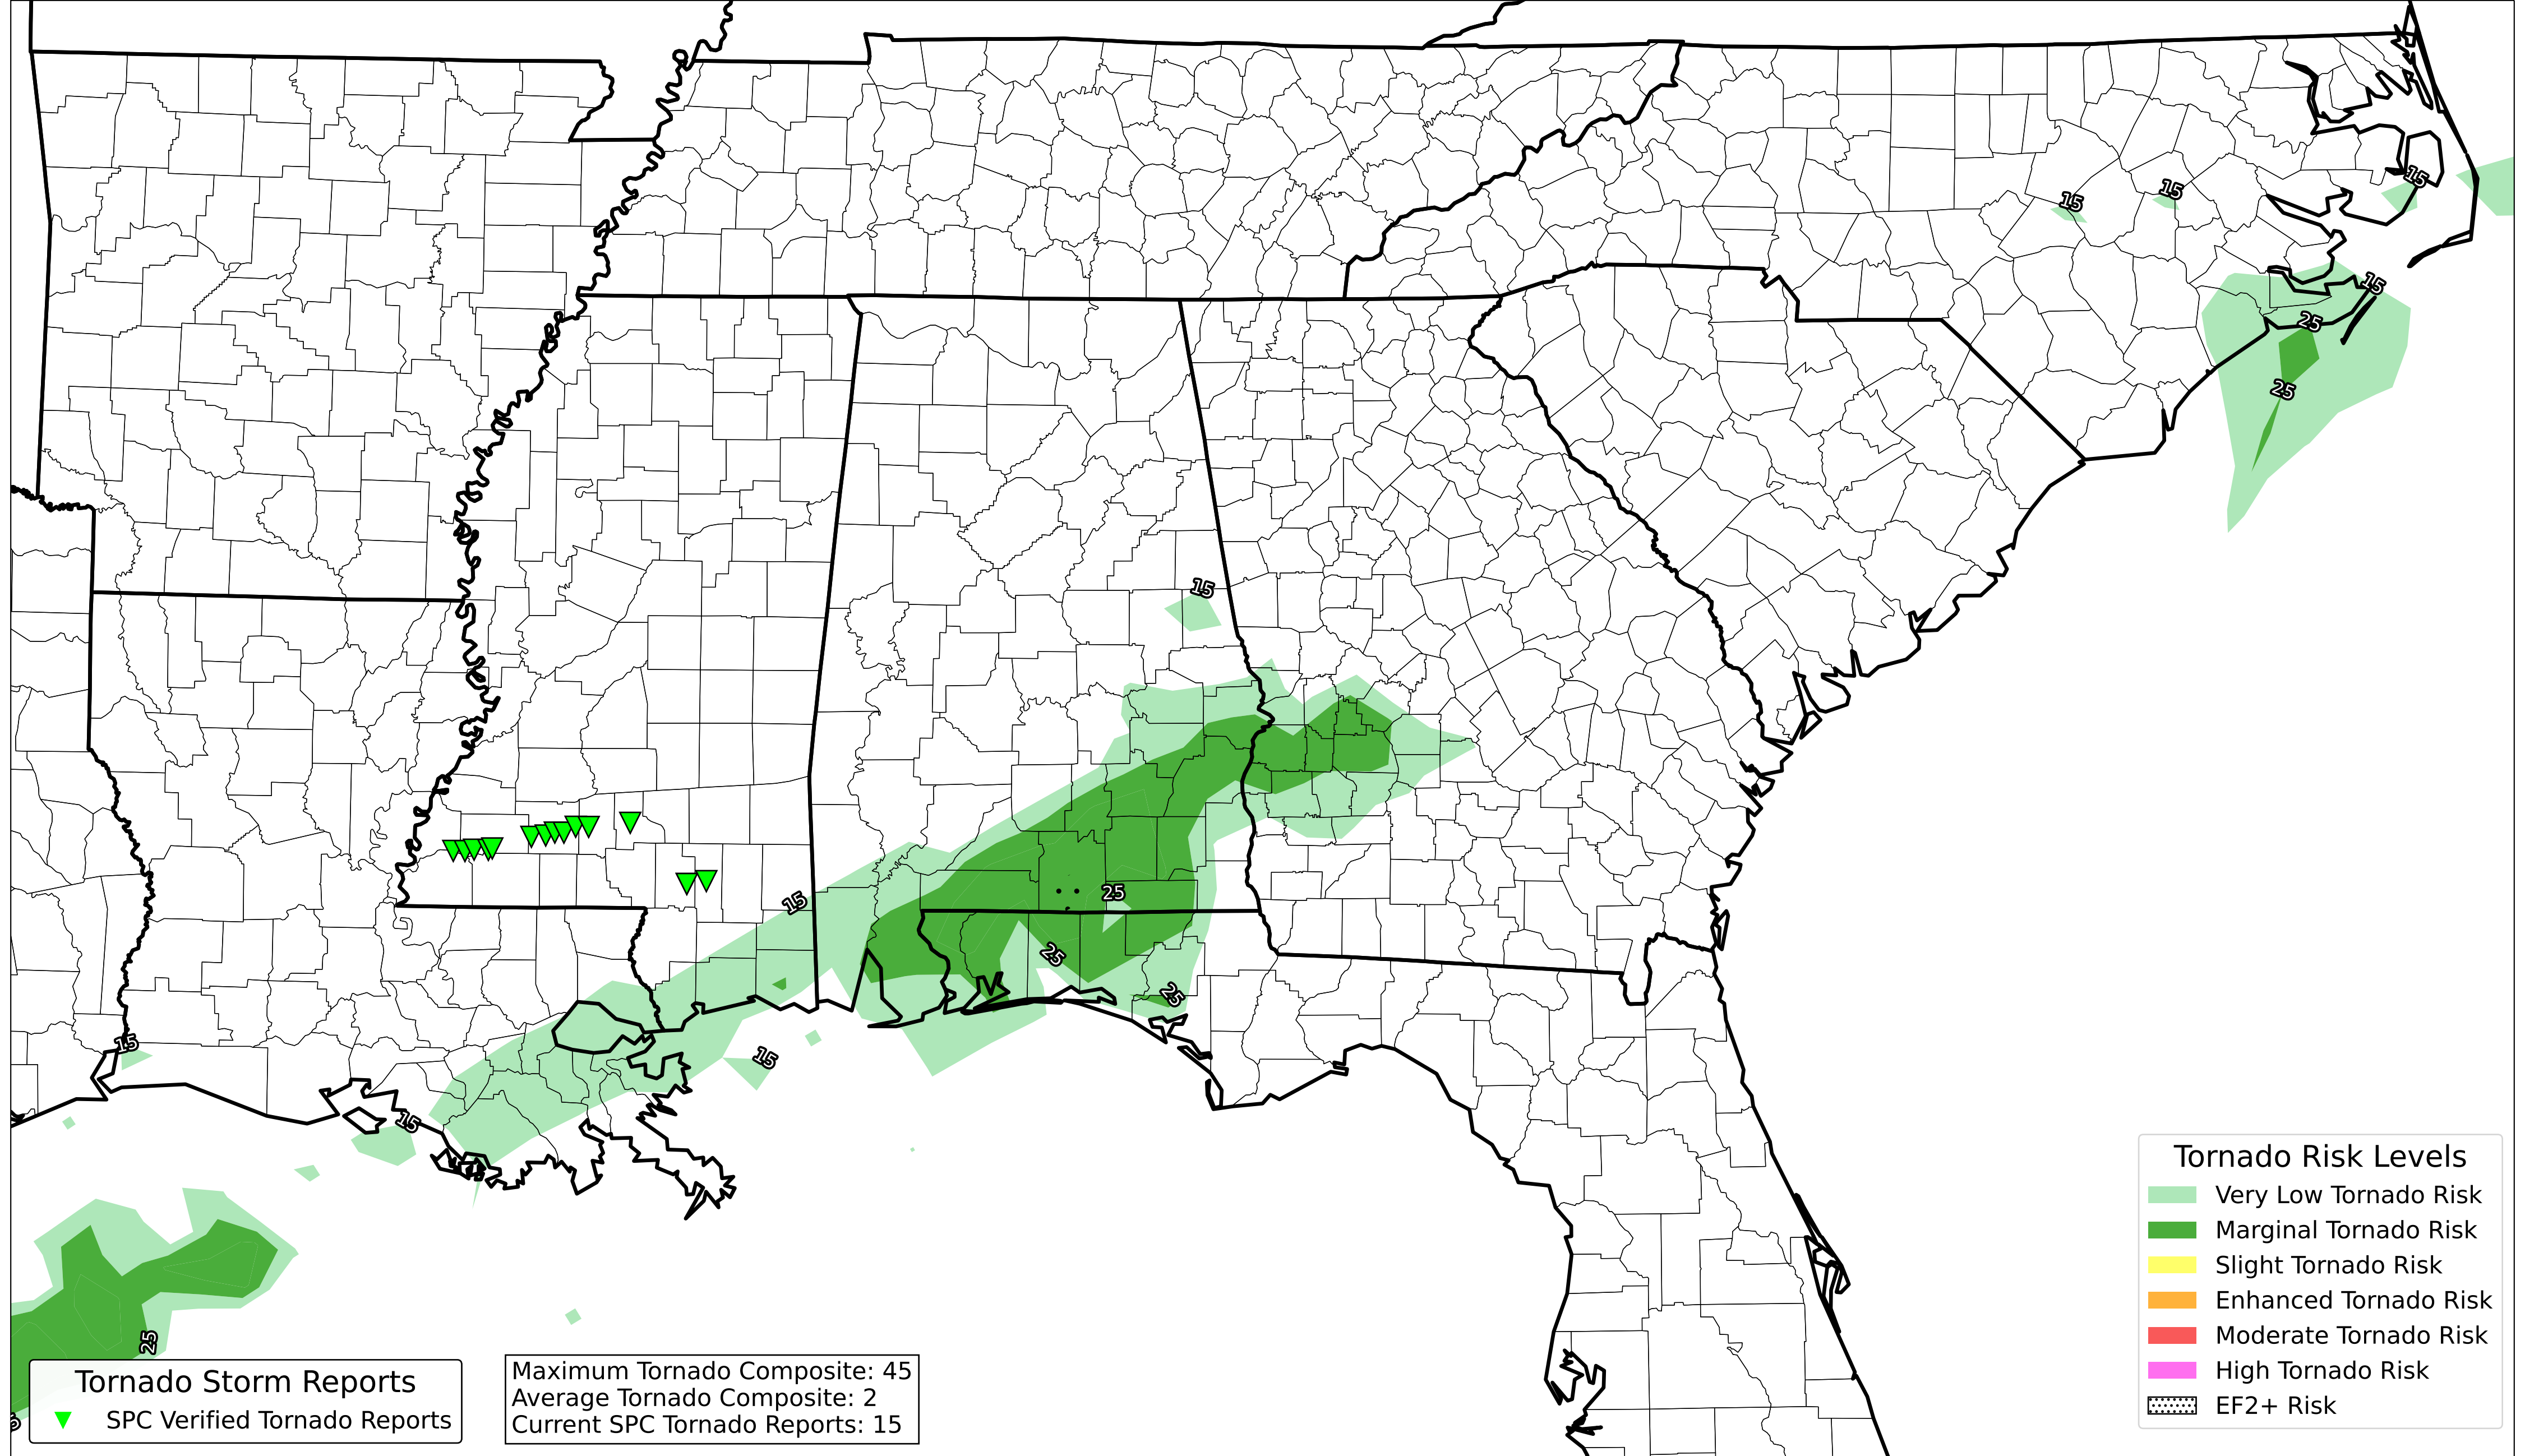 15
15
15
15
25
25
15
15
25
25
25
15
15
15
25
Tornado Storm Reports
SPC Verified Tornado Reports
Maximum Tornado Composite: 45
Average Tornado Composite: 2
Current SPC Tornado Reports: 15
Tornado Risk Levels
Very Low Tornado Risk
Marginal Tornado Risk
Slight Tornado Risk
Enhanced Tornado Risk
Moderate Tornado Risk
High Tornado Risk
EF2+ Risk